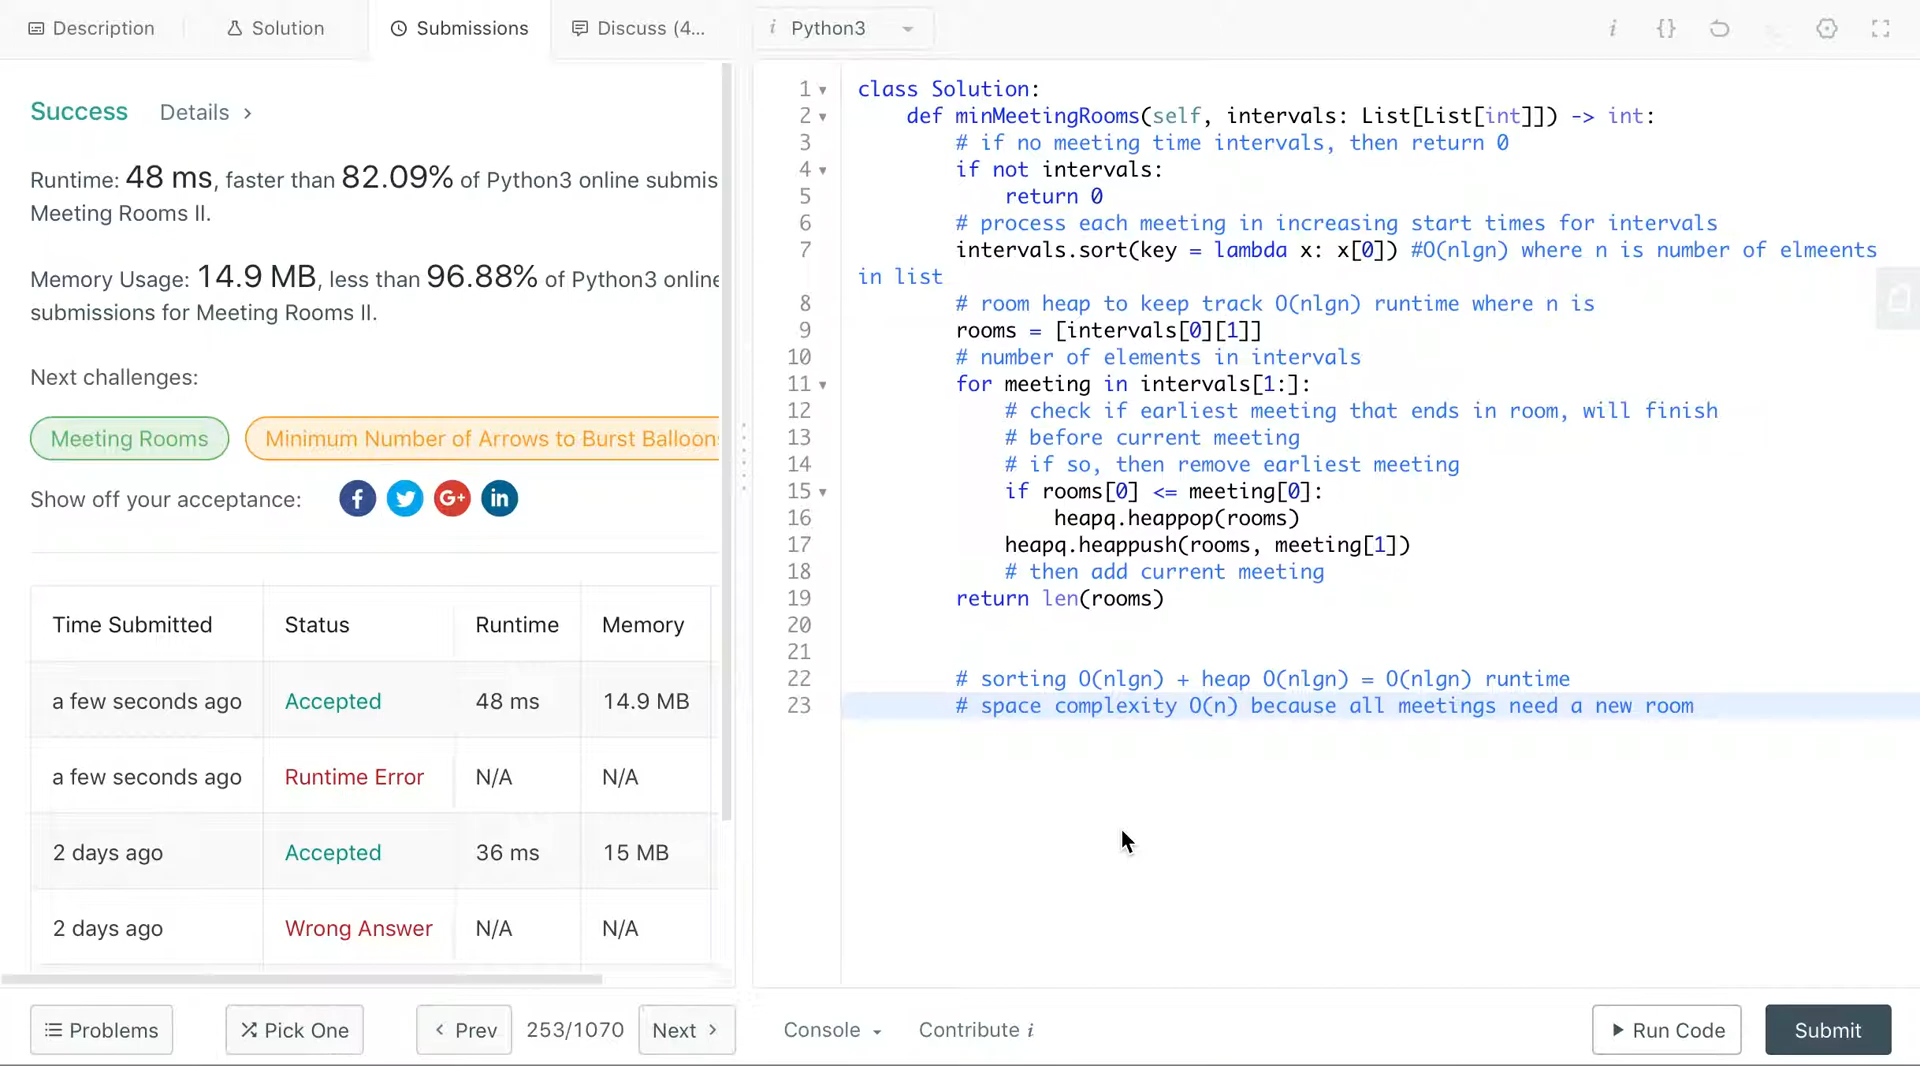 Description
Solution
Submissions
Discuss (4...
i Python3
i {}
Success Details >
Runtime: 48 ms, faster than 82.09% of Python3 online submis
Meeting Rooms II.
Memory Usage: 14.9 MB, less than 96.88% of Python3 online
submissions for Meeting Rooms II.
Next challenges:
Meeting Rooms
Minimum Number of Arrows to Burst Balloons
Show off your acceptance: f G+ in
Time Submitted Status Runtime Memory
a few seconds ago Accepted 48 ms 14.9 MB
a few seconds ago Runtime Error N/A N/A
2 days ago Accepted 36 ms 15 MB
2 days ago Wrong Answer N/A N/A
1 class Solution:
2 def minMeetingRooms(self, intervals: List[List[int]]) -> int:
3 # if no meeting time intervals, then return 0
4 if not intervals:
5 return 0
6 # process each meeting in increasing start times for intervals
7 intervals.sort(key = lambda x: x[0]) #O(nlgn) where n is number of elmeents
in list
8 # room heap to keep track O(nlgn) runtime where n is
9 rooms = [intervals[0][1]]
10 # number of elements in intervals
11 for meeting in intervals[1:]:
12 # check if earliest meeting that ends in room, will finish
13 # before current meeting
14 # if so, then remove earliest meeting
15 if rooms[0] <= meeting[0]:
16 heapq.heappop(rooms)
17 heapq.heappush(rooms, meeting[1])
18 # then add current meeting
19 return len(rooms)
20
21
22 # sorting O(nlgn) + heap O(nlgn) = O(nlgn) runtime
23 # space complexity O(n) because all meetings need a new room
Problems
Pick One
< Prev
253/1070
Next >
Console
Contribute i
Run Code
Submit